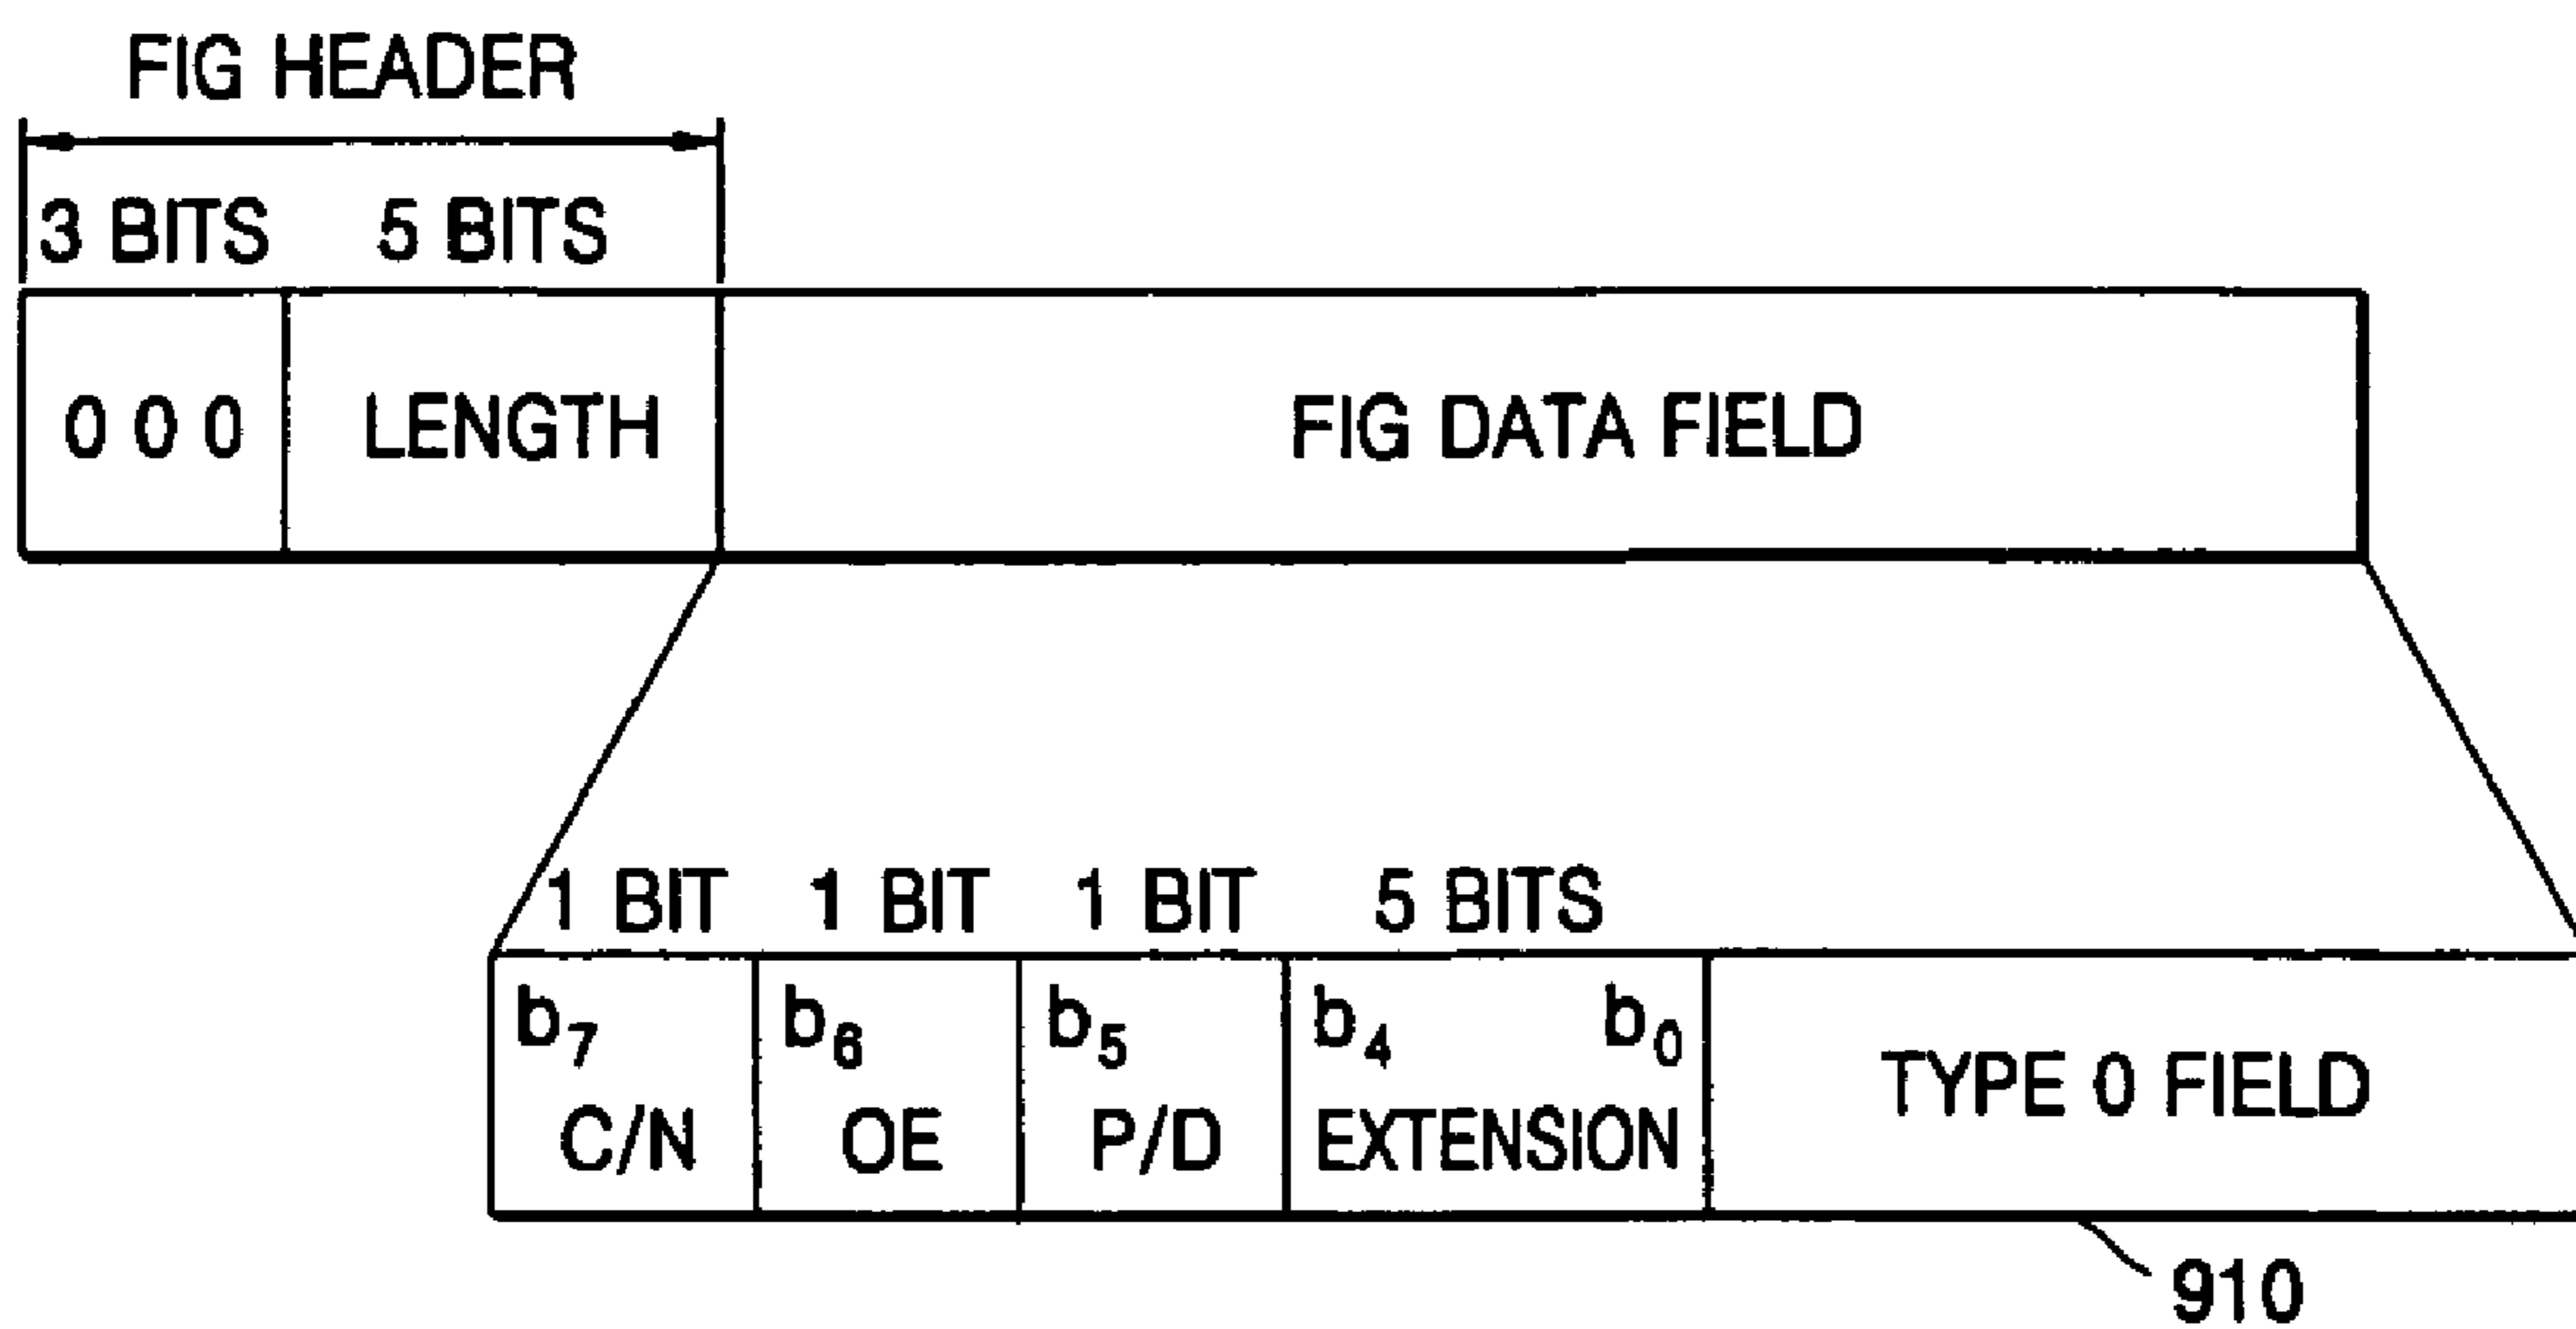 FIG HEADER
3 BITS 5 BITS
0 0 0 LENGTH FIG DATA FIELD
1 BIT 1 BIT 1 BIT 5 BITS
b7 b6 b5 b4 b0
C/N OE P/D EXTENSION TYPE 0 FIELD
910